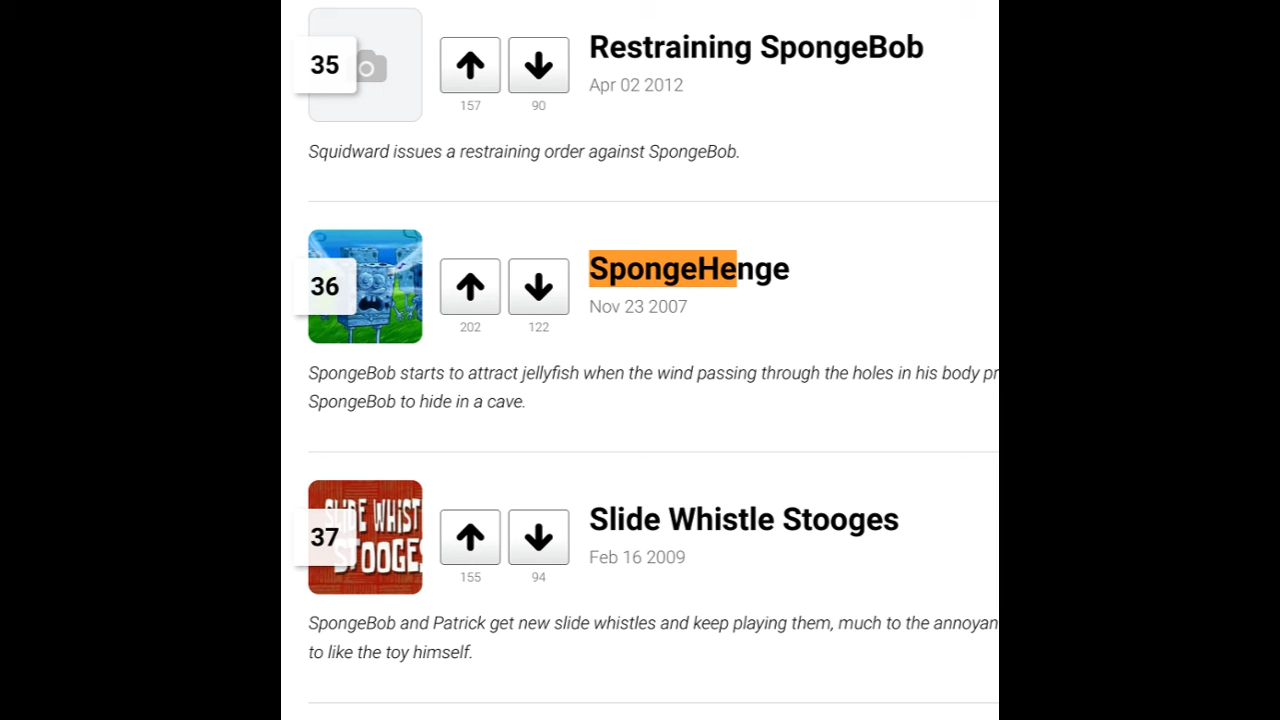 35
Restraining SpongeBob
Apr 02 2012
157 90
Squidward issues a restraining order against SpongeBob.
36
SpongeHenge
Nov 23 2007
202 122
SpongeBob starts to attract jellyfish when the wind passing through the holes in his body pr
SpongeBob to hide in a cave.
37
SLIDE WHIST
STOOGES
Slide Whistle Stooges
Feb 16 2009
155 94
SpongeBob and Patrick get new slide whistles and keep playing them, much to the annoyan
to like the toy himself.